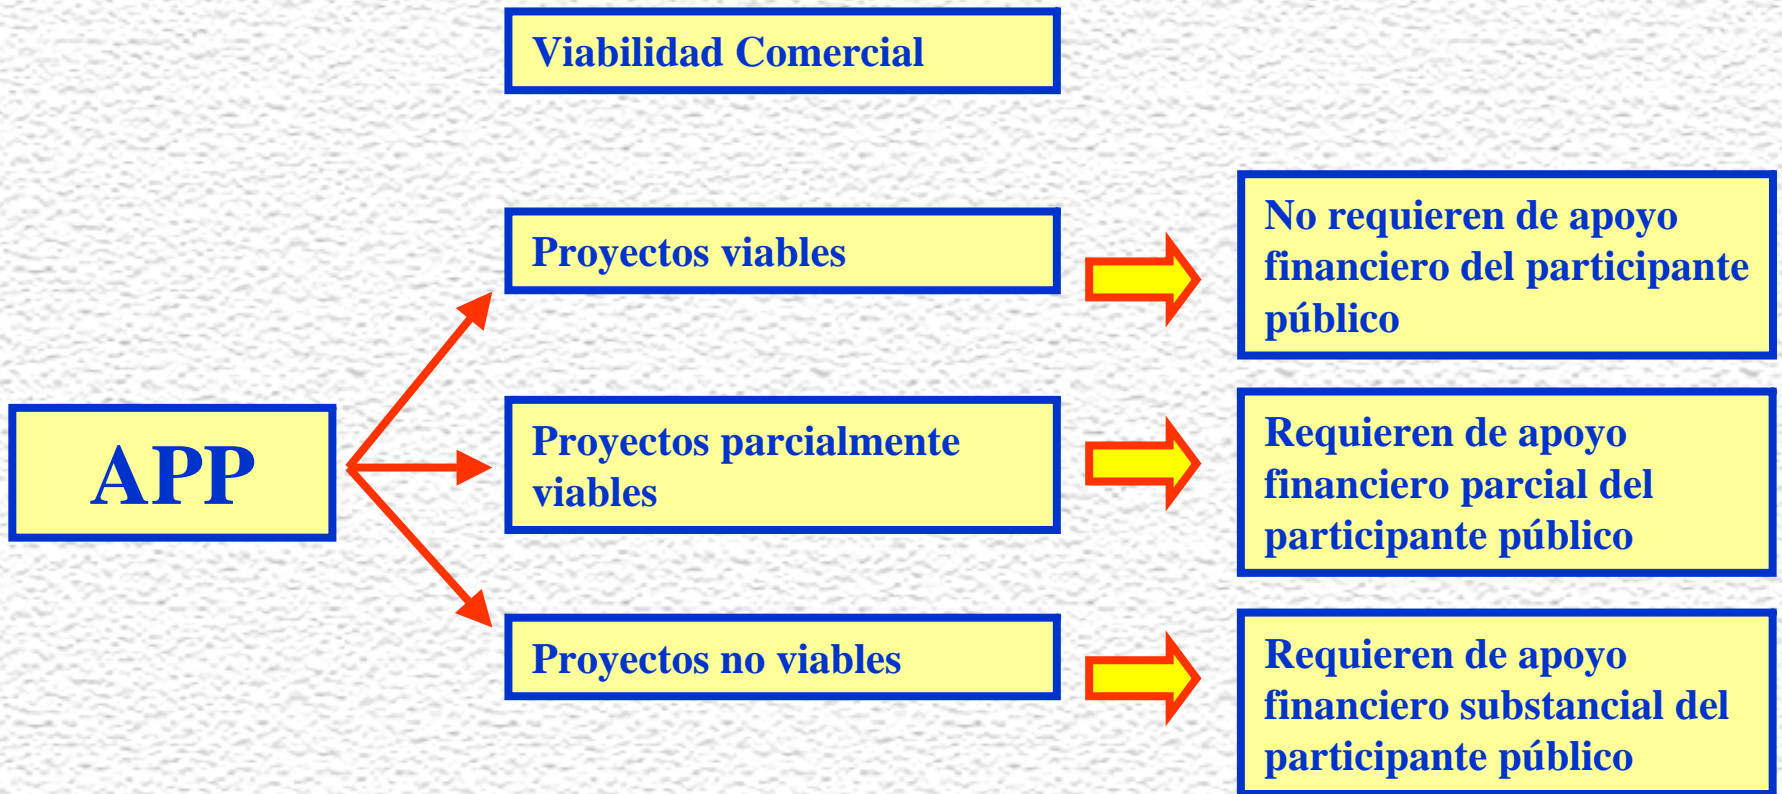 Viabilidad Comercial
APP
Proyectos viables
No requieren de apoyo
financiero del participante
público
Proyectos parcialmente
viables
Requieren de apoyo
financiero parcial del
participante público
Proyectos no viables
Requieren de apoyo
financiero substancial del
participante público